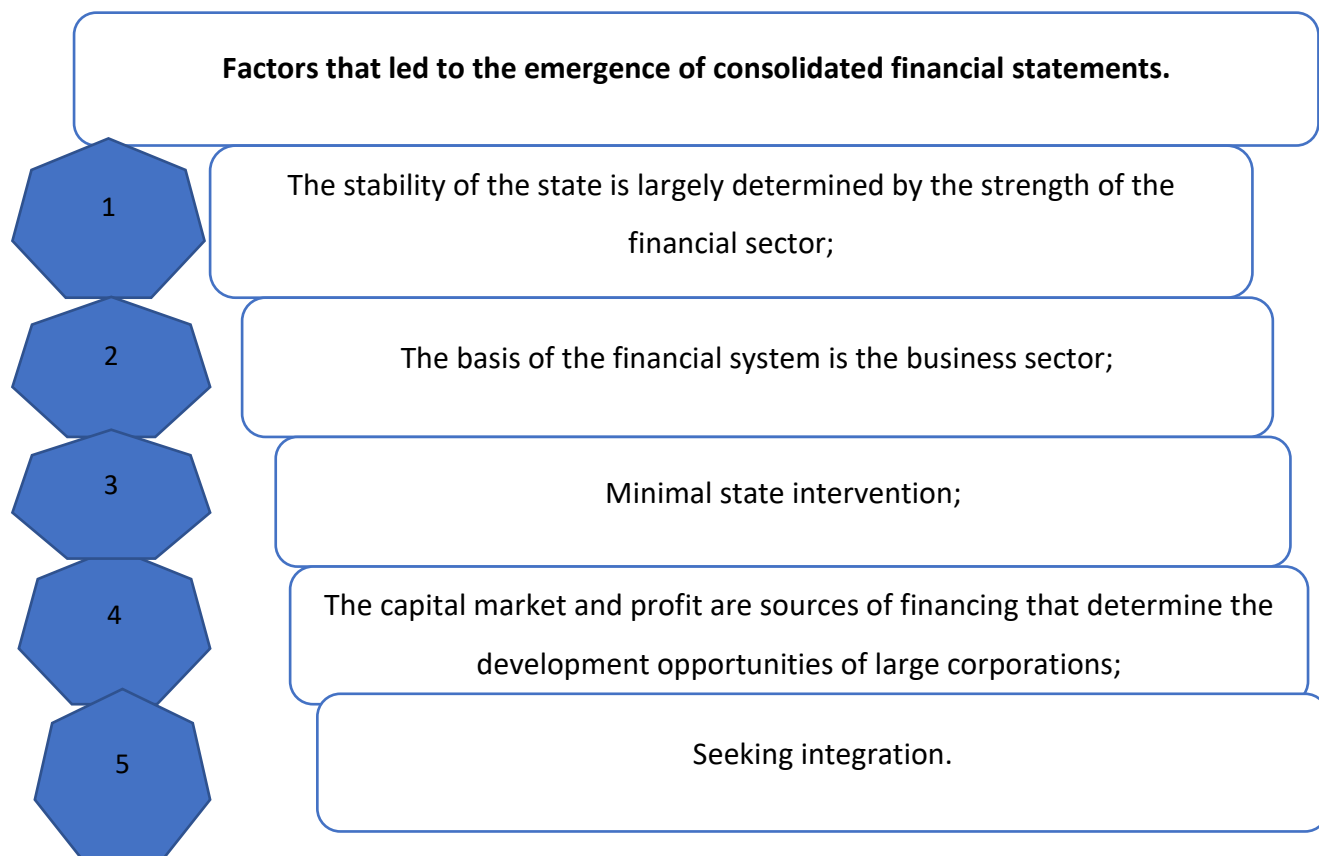 Factors that led to the emergence of consolidated financial statements.
1
The stability of the state is largely determined by the strength of the
financial sector;
2
The basis of the financial system is the business sector;
3
Minimal state intervention;
4
The capital market and profit are sources of financing that determine the
development opportunities of large corporations;
5
Seeking integration.